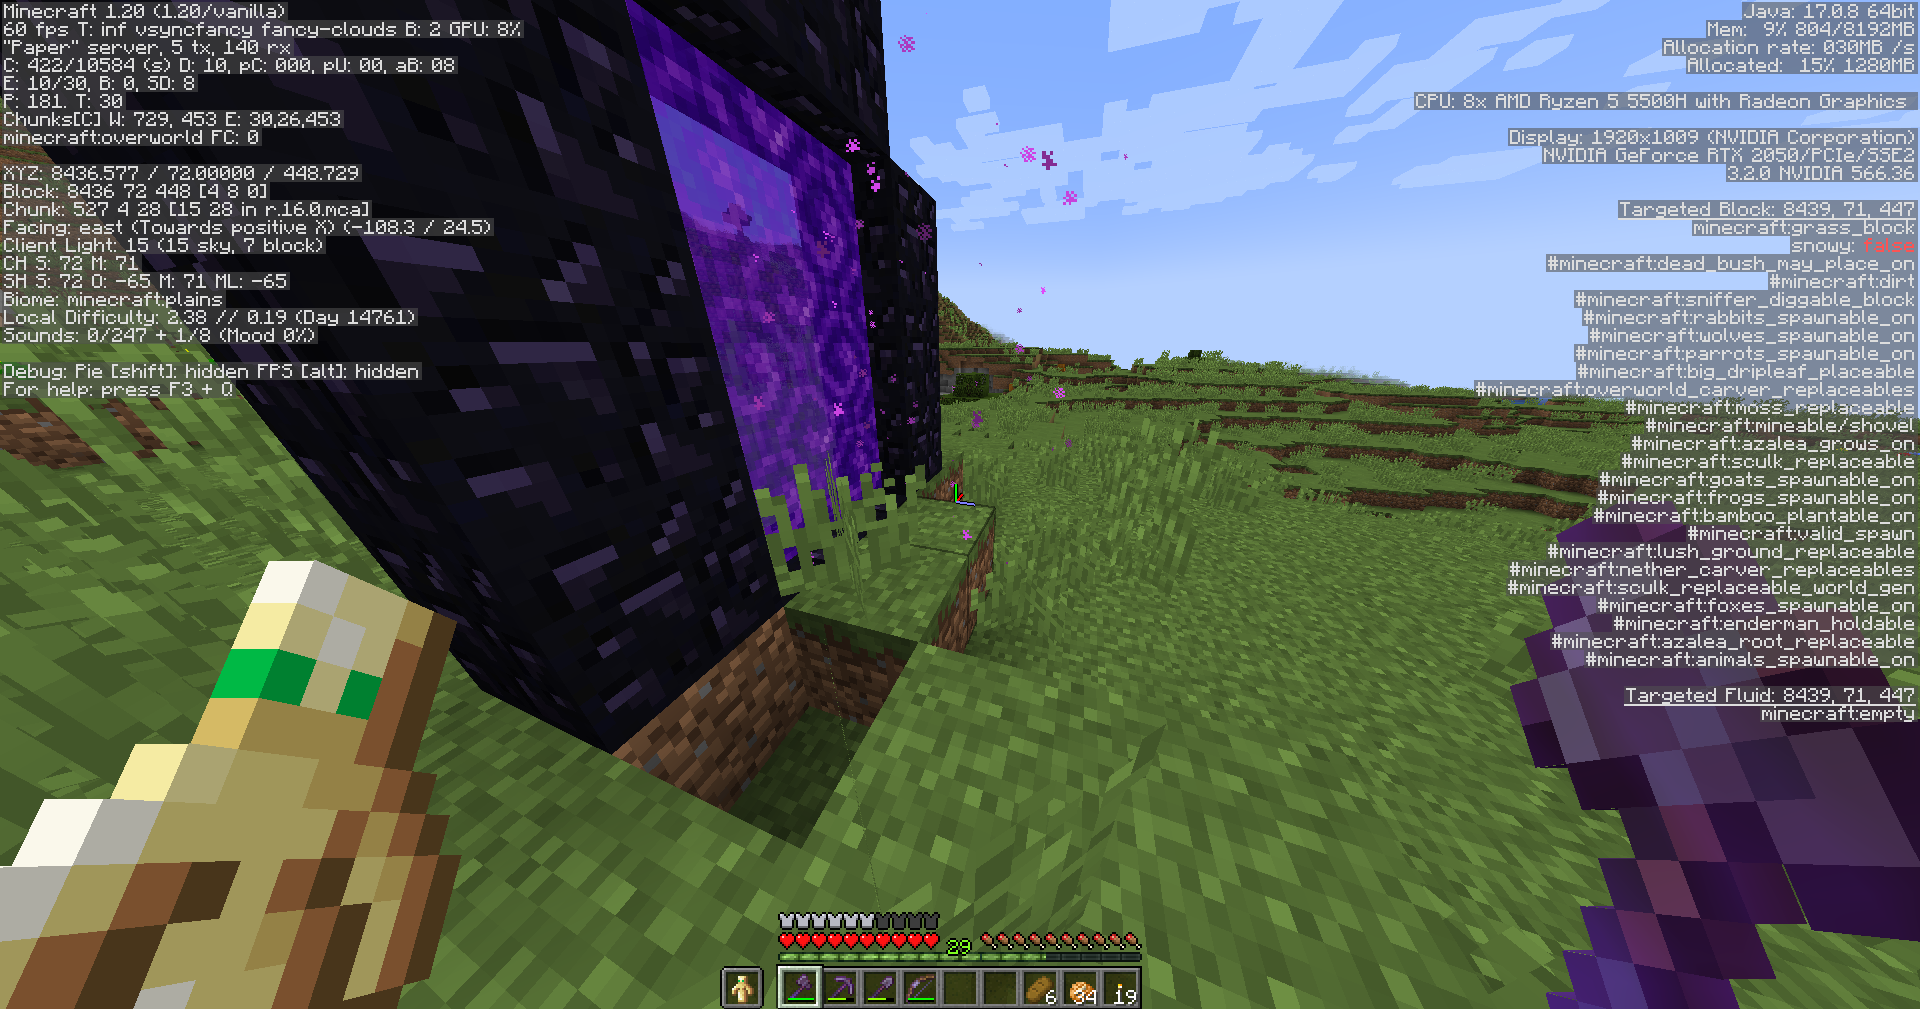 Minecraft 1.20 (1.20/vanilla)
60 fps T: inf vsyncfancy fancy-clouds B: 2 GPU: 8%
"Paper" server, 5 tx, 140 rx
C: 422/10584 (s) D: 10, pC: 000, pU: 00, aB: 08
E: 10/30, B: 0, SD: 8
P: 181. T: 30
Chunks[C] W: 729, 453 E: 30,26,453
minecraft:overworld FC: 0
XYZ: 8436.577 / 72.00000 / 448.729
Block: 8436 72 448 [4 8 0]
Chunk: 527 4 28 [15 28 in r.16.0.mca]
Facing: east (Towards positive X) (-108.3 / 24.5)
Client Light: 15 (15 sky, 7 block)
CH S: 72 M: 71
SH S: 72 O: -65 M: 71 ML: -65
Biome: minecraft:plains
Local Difficulty: 2.38 // 0.19 (Day 14761)
Sounds: 0/247 + 1/8 (Mood 0%)
Debug: Pie [shift]: hidden FPS [alt]: hidden
For help: press F3 + Q
Java: 17.0.8 64bit
Mem: 9% 804/8192MB
Allocation rate: 030MB /s
Allocated: 15% 1280MB
CPU: 8x AMD Ryzen 5 5500H with Radeon Graphics
Display: 1920x1009 (NVIDIA Corporation)
NVIDIA GeForce RTX 2050/PCIe/SSE2
3.2.0 NVIDIA 566.36
Targeted Block: 8439, 71, 447
minecraft:grass_block
snowy: false
#minecraft:dead_bush_may_place_on
#minecraft:dirt
#minecraft:sniffer_diggable_block
#minecraft:rabbits_spawnable_on
#minecraft:wolves_spawnable_on
#minecraft:parrots_spawnable_on
#minecraft:big_dripleaf_placeable
#minecraft:overworld_carver_replaceables
#minecraft:moss_replaceable
#minecraft:mineable/shovel
#minecraft:azalea_grows_on
#minecraft:sculk_replaceable
#minecraft:goats_spawnable_on
#minecraft:frogs_spawnable_on
#minecraft:bamboo_plantable_on
#minecraft:valid_spawn
#minecraft:lush_ground_replaceable
#minecraft:nether_carver_replaceables
#minecraft:sculk_replaceable_world_gen
#minecraft:foxes_spawnable_on
#minecraft:enderman_holdable
#minecraft:azalea_root_replaceable
#minecraft:animals_spawnable_on
Targeted Fluid: 8439, 71, 447
minecraft:empty
29
6 34 19